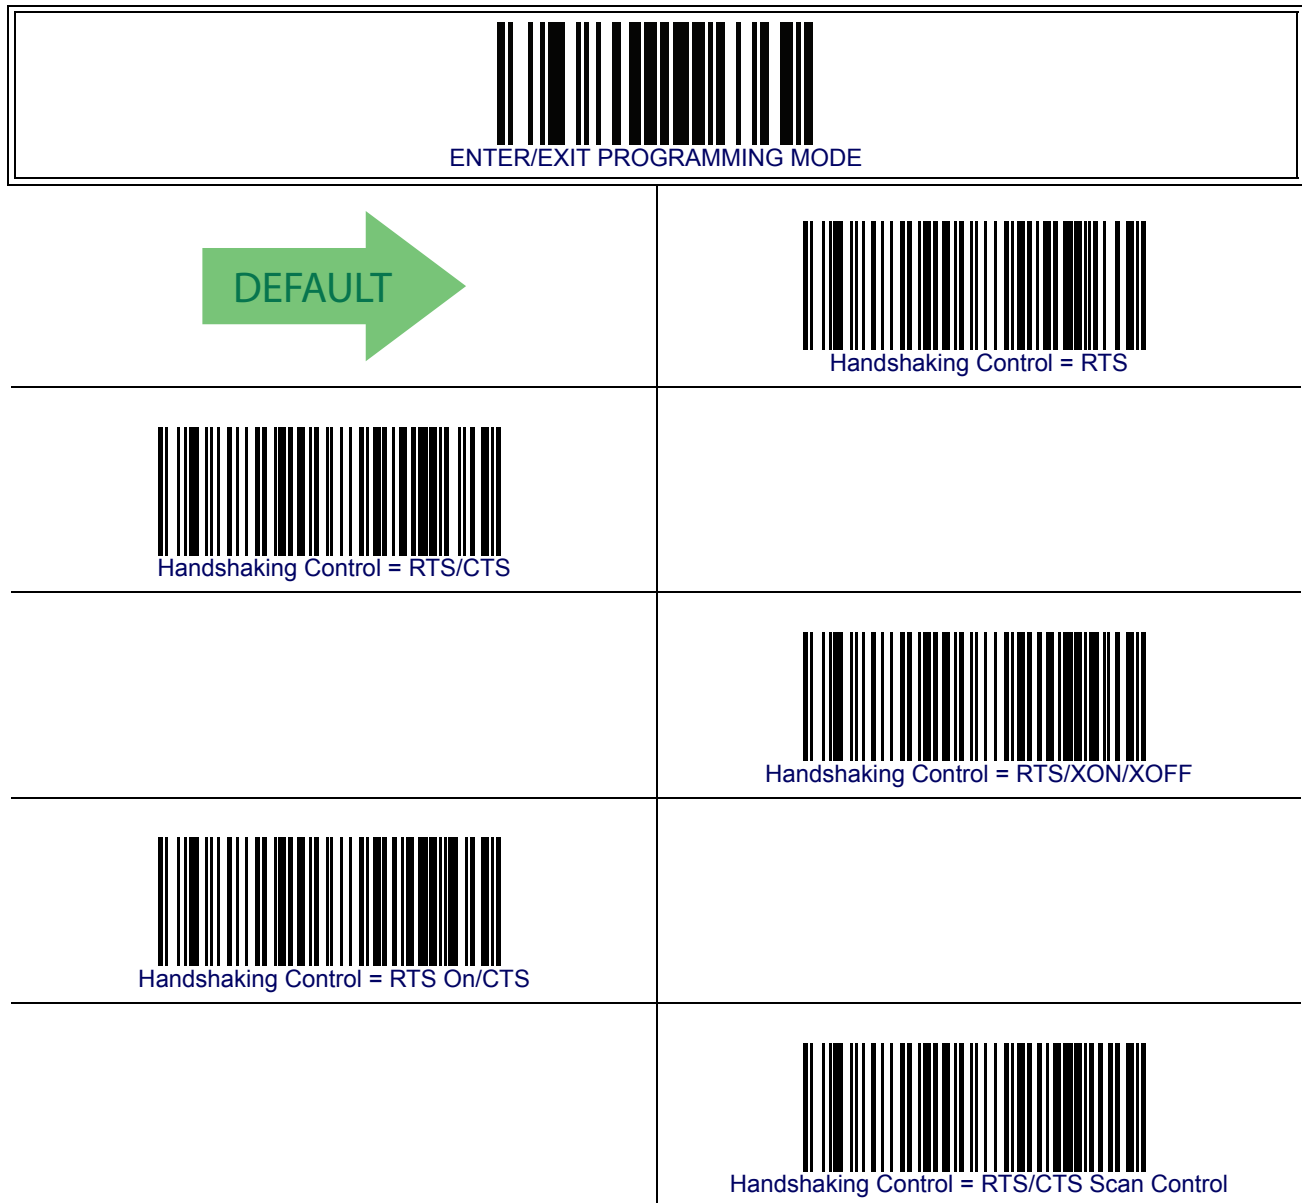 ENTER/EXIT PROGRAMMING MODE
DEFAULT
Handshaking Control = RTS
Handshaking Control = RTS/CTS
Handshaking Control = RTS/XON/XOFF
Handshaking Control = RTS On/CTS
Handshaking Control = RTS/CTS Scan Control